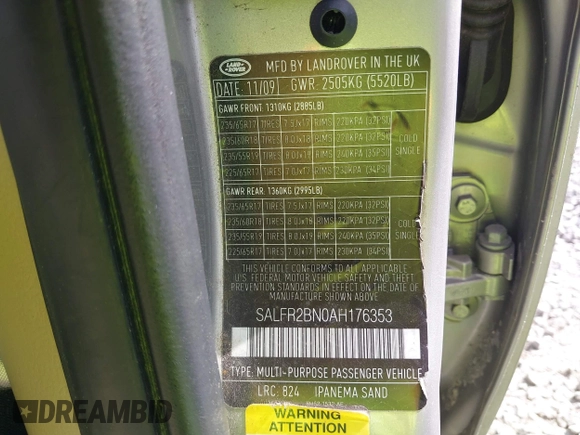 LAND-
ROVER
MFD BY LANDROVER IN THE UK
DATE: 11/09 GWR 2505KG (5520LB)
GAWR FRONT: 1310KG (2885LB)
235/65R17 TIRES 7.5Jx17 RIMS 220KPA (32PSI)
235/60R18 TIRES 8.0Jx18 RIMS 220KPA (32PSI)
235/55R19 TIRES 8.0Jx19 RIMS 240KPA (35PSI)
225/65R17 TIRES 7.0Jx17 RIMS 230KPA (34PSI)
COLD
SINGLE
GAWR REAR: 1360KG (2995LB)
235/65R17 TIRES 7.5Jx17 RIMS 220KPA (32PSI)
235/60R18 TIRES 8.0Jx18 RIMS 220KPA (32PSI)
235/55R19 TIRES 8.0Jx19 RIMS 240KPA (35PSI)
225/65R17 TIRES 7.0Jx17 RIMS 230KPA (34PSI)
COLD
SINGLE
THIS VEHICLE CONFORMS TO ALL APPLICABLE
U.S. FEDERAL MOTOR VEHICLE SAFETY AND THEFT
PREVENTION STANDARDS IN EFFECT ON THE DATE OF
MANUFACTURE SHOWN ABOVE
SALFR2BN0AH176353
TYPE: MULTI-PURPOSE PASSENGER VEHICLE
LRC: 824 IPANEMA SAND
WARNING
ATTENTION
DREAMBID